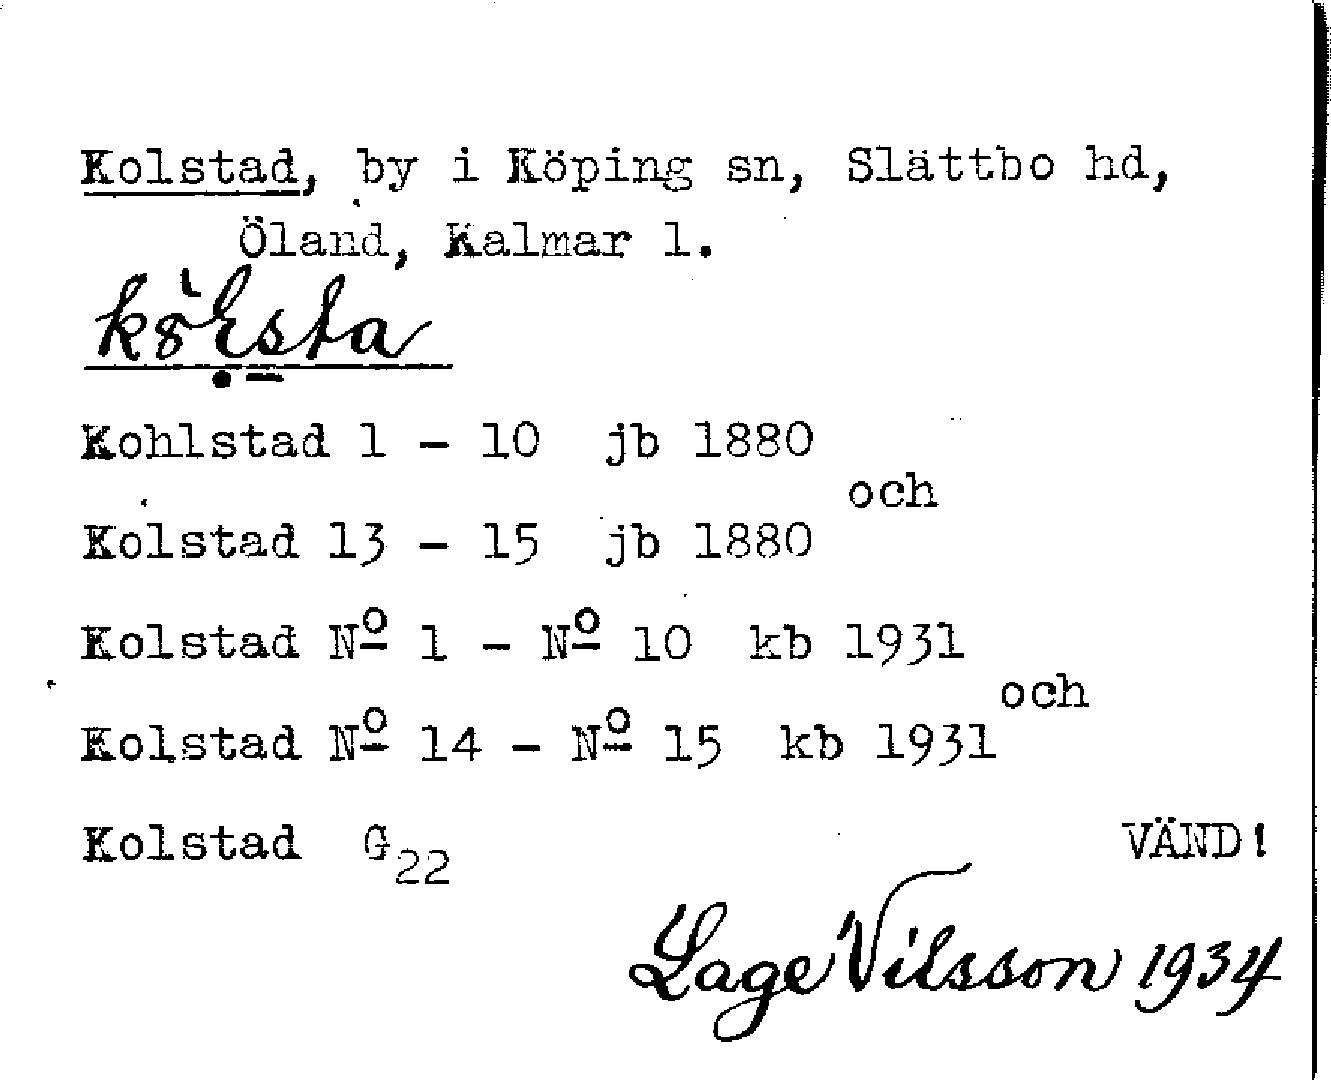 Kolstad, by i Köping sn, Slättbo hd,
Öland, Kalmar l.
Kohlstad 1 - 10 jb 1880
och
Kolstad 13 - 15 jb 1880
Kolstad Nº 1 - Nº 10 kb 1931
och
Kolstad Nº 14 - Nº 15 kb 1931
Kolstad G22
VÄND!
Lage Nilsson 1934